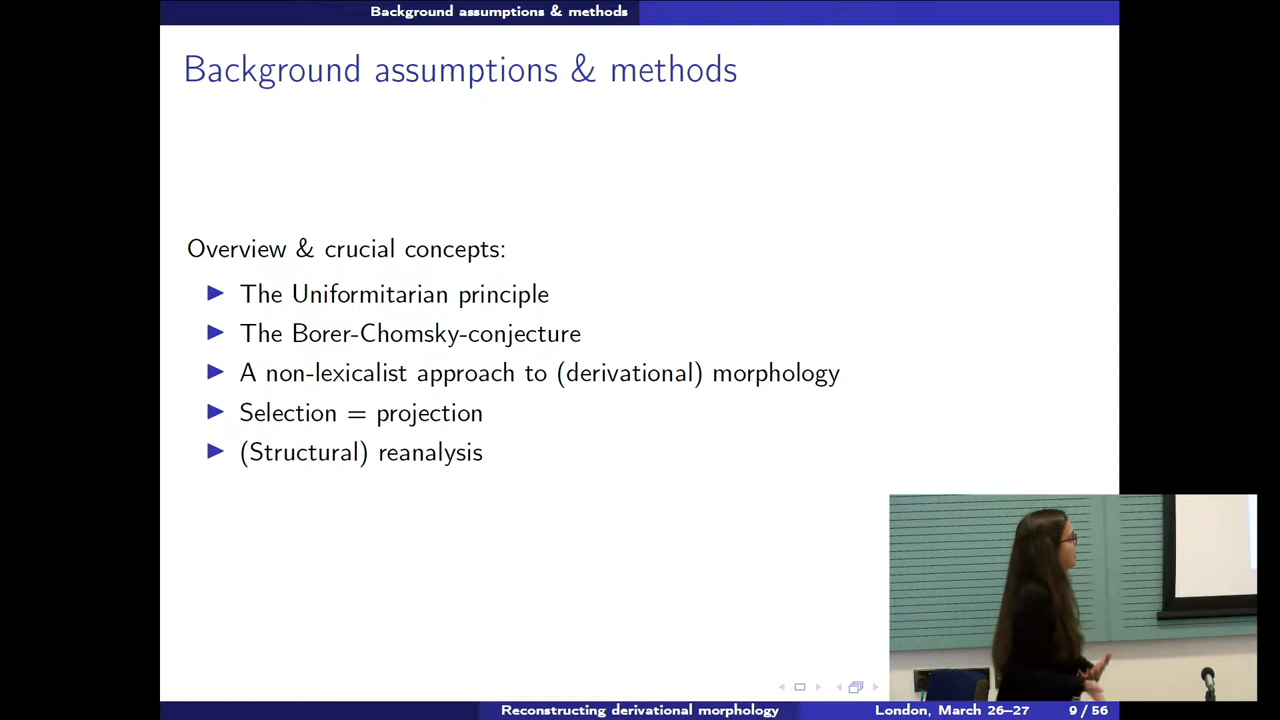 Background assumptions & methods
Background assumptions & methods
Overview & crucial concepts:
The Uniformitarian principle
The Borer-Chomsky-conjecture
A non-lexicalist approach to (derivational) morphology
Selection = projection
(Structural) reanalysis
Reconstructing derivational morphology London, March 26–27 9 / 56